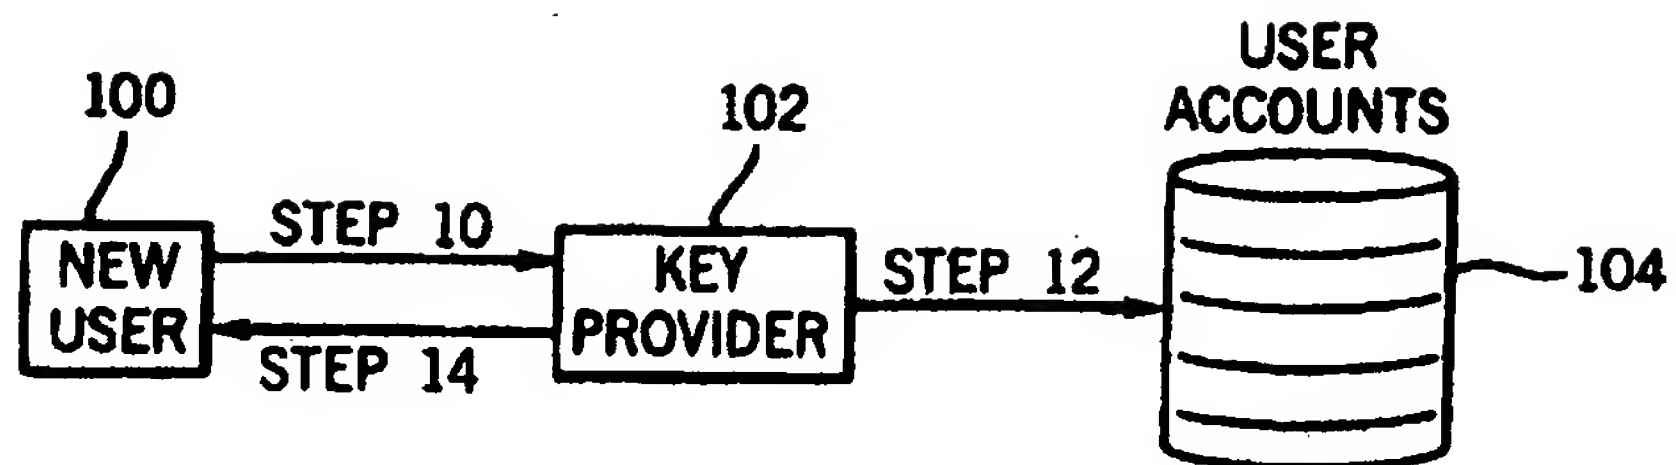 USER
ACCOUNTS
100
102
STEP 10
NEW
USER
KEY
PROVIDER
STEP 12
104
STEP 14